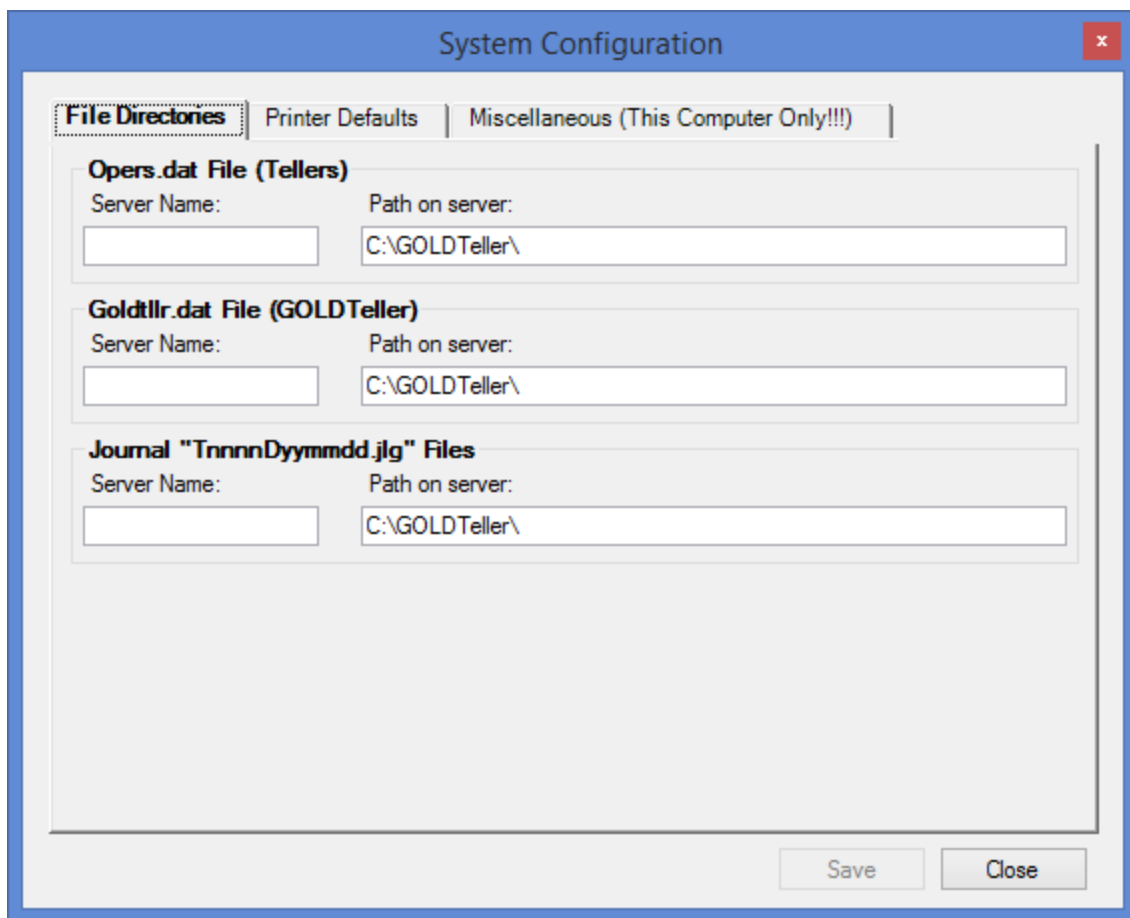 System Configuration
x
File Directories Printer Defaults Miscellaneous (This Computer Only!!!)
Opers.dat File (Tellers)
Server Name: Path on server:
C:\GOLDTeller\
Goldtllr.dat File (GOLDTeller)
Server Name: Path on server:
C:\GOLDTeller\
Journal "TnnnnDyymmdd.jlg" Files
Server Name: Path on server:
C:\GOLDTeller\
Save Close